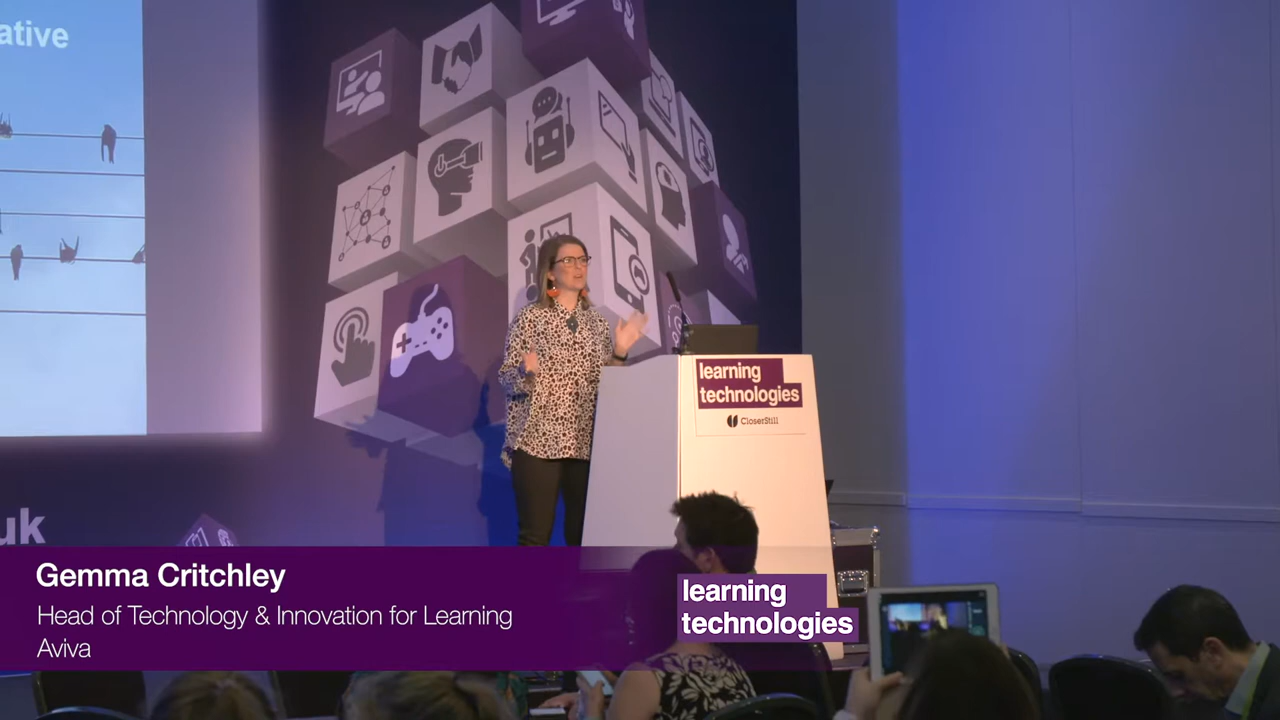 ative
learning
technologies
CloserStill
uk
Gemma Critchley
Head of Technology & Innovation for Learning
Aviva
learning
technologies